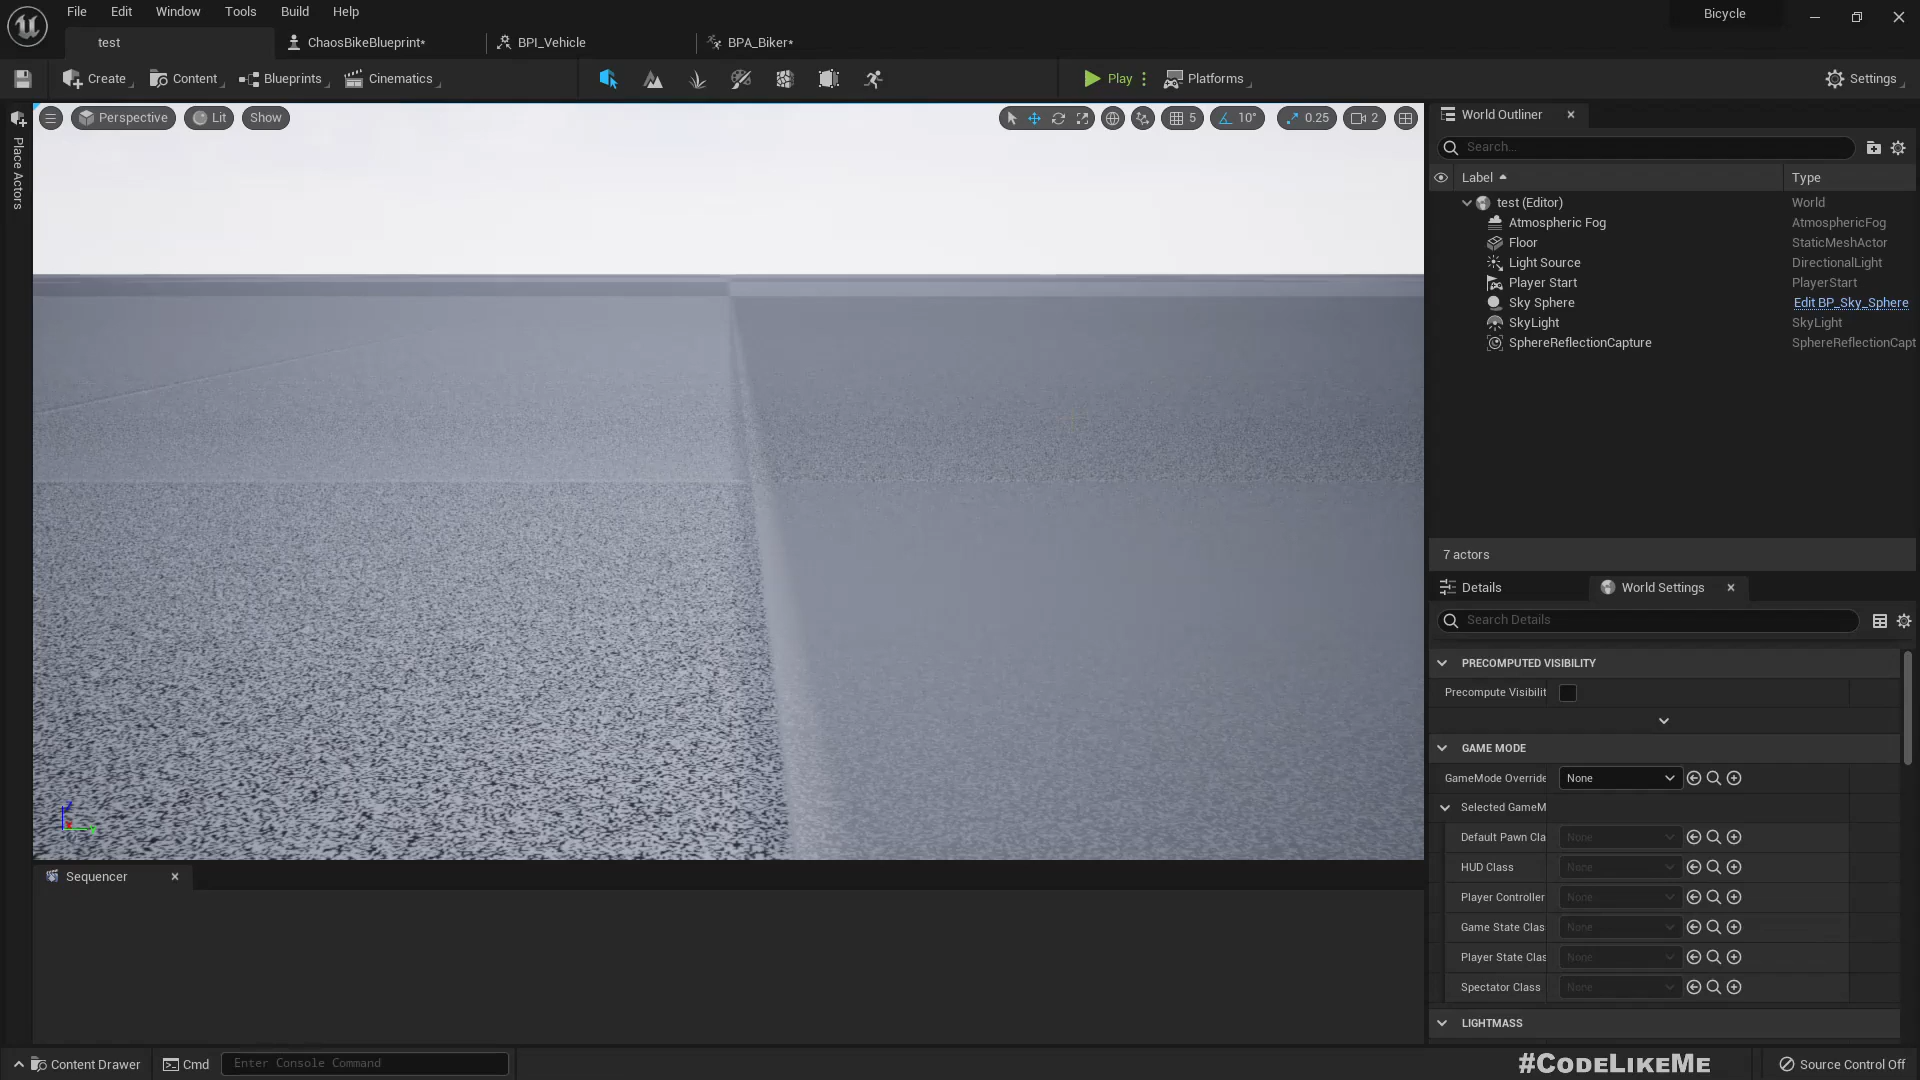 File Edit Window Tools Build Help
Bicycle
test
ChaosBikeBlueprint*
BPI_Vehicle
BPA_Biker*
Create
Content
Blueprints
Cinematics
Play
Platforms
Settings
Place Actors
Perspective
Lit
Show
5
10°
0.25
2
World Outliner
Search...
Label
Type
test (Editor) World
Atmospheric Fog AtmosphericFog
Floor StaticMeshActor
Light Source DirectionalLight
Player Start PlayerStart
Sky Sphere Edit BP_Sky_Sphere
SkyLight SkyLight
SphereReflectionCapture SphereReflectionCapt
7 actors
Details
World Settings
Search Details
PRECOMPUTED VISIBILITY
Precompute Visibilit
GAME MODE
GameMode Override None
Selected GameM
Default Pawn Cla None
HUD Class None
Player Controller None
Game State Clas None
Player State Clas None
Spectator Class None
LIGHTMASS
Sequencer
Content Drawer
Cmd
Enter Console Command
#CODELIKEME
Source Control Off